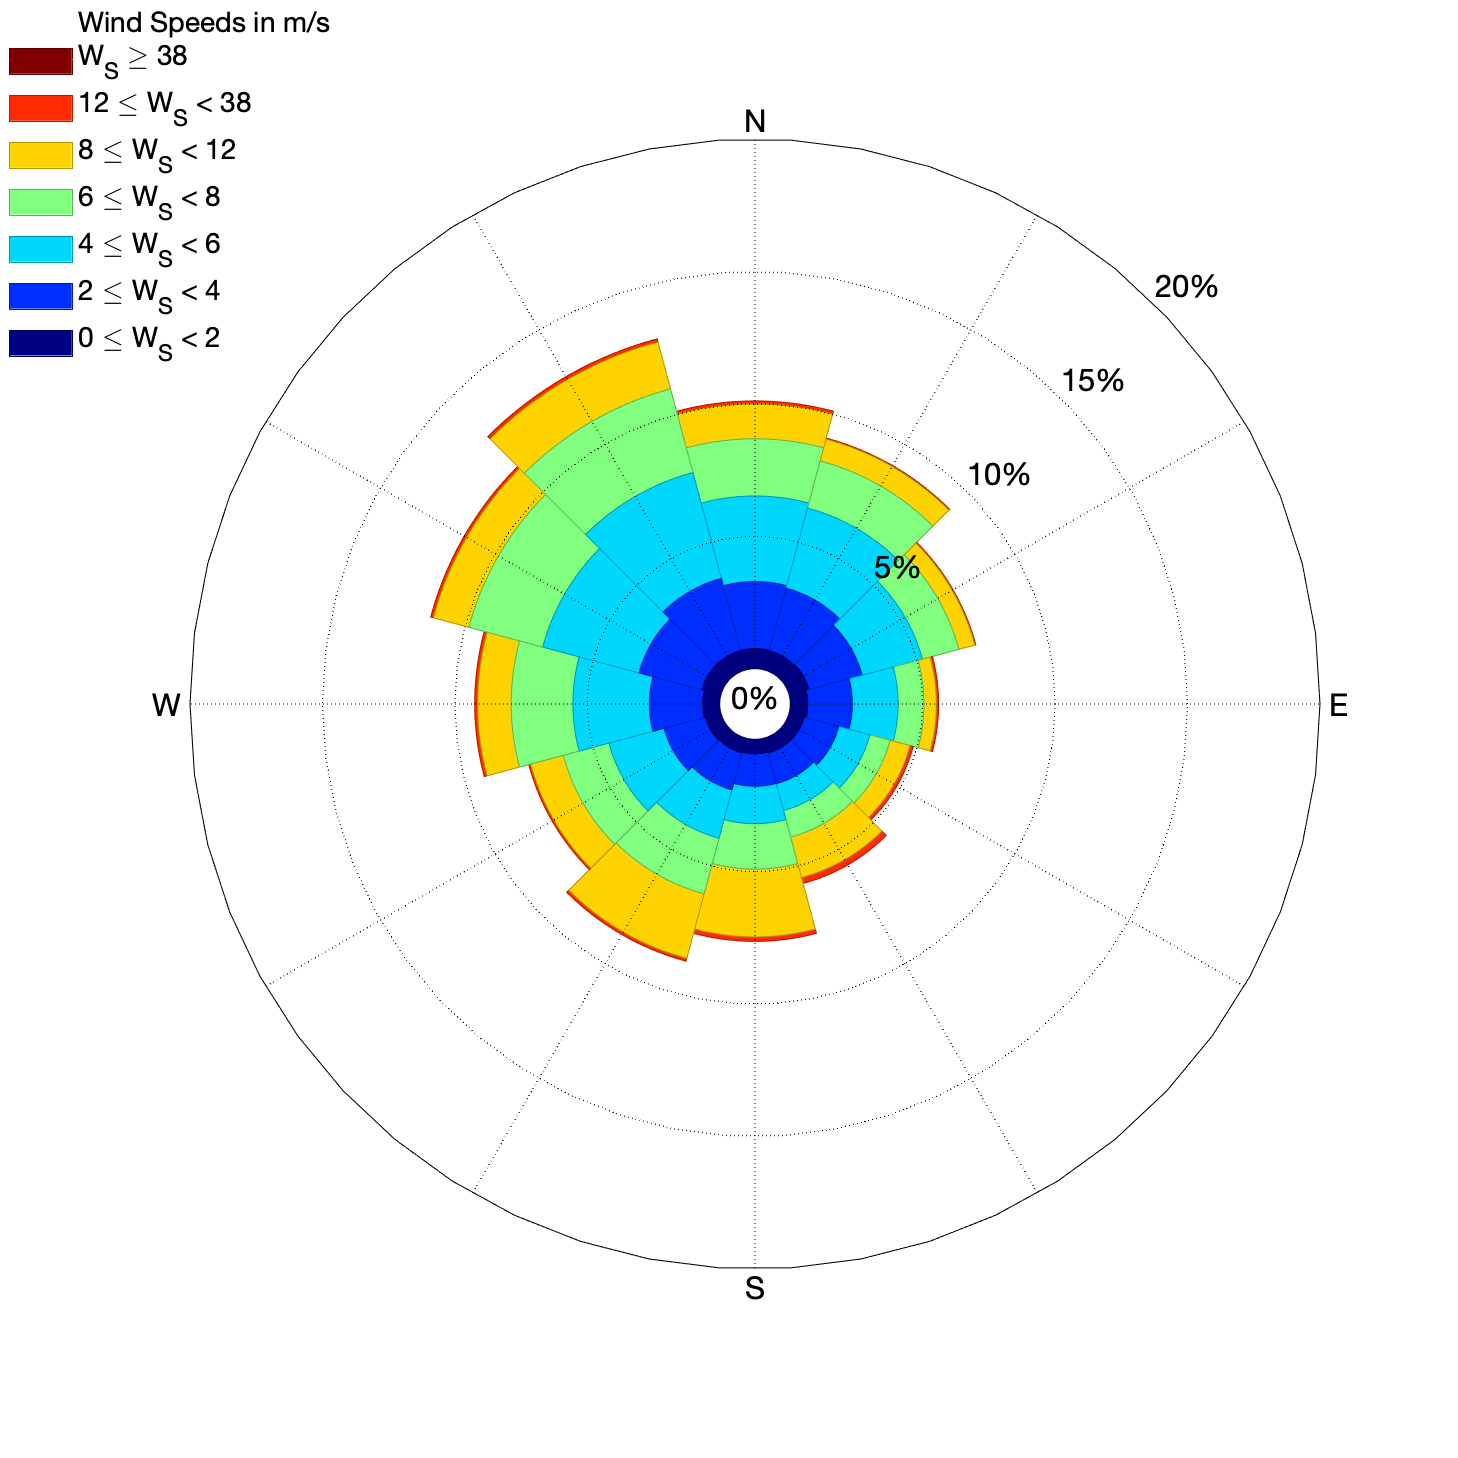 Wind Speeds in m/s
W_S ≥ 38
12 ≤ W_S < 38
8 ≤ W_S < 12
6 ≤ W_S < 8
4 ≤ W_S < 6
2 ≤ W_S < 4
0 ≤ W_S < 2
N
20%
15%
10%
5%
0%
W
E
S